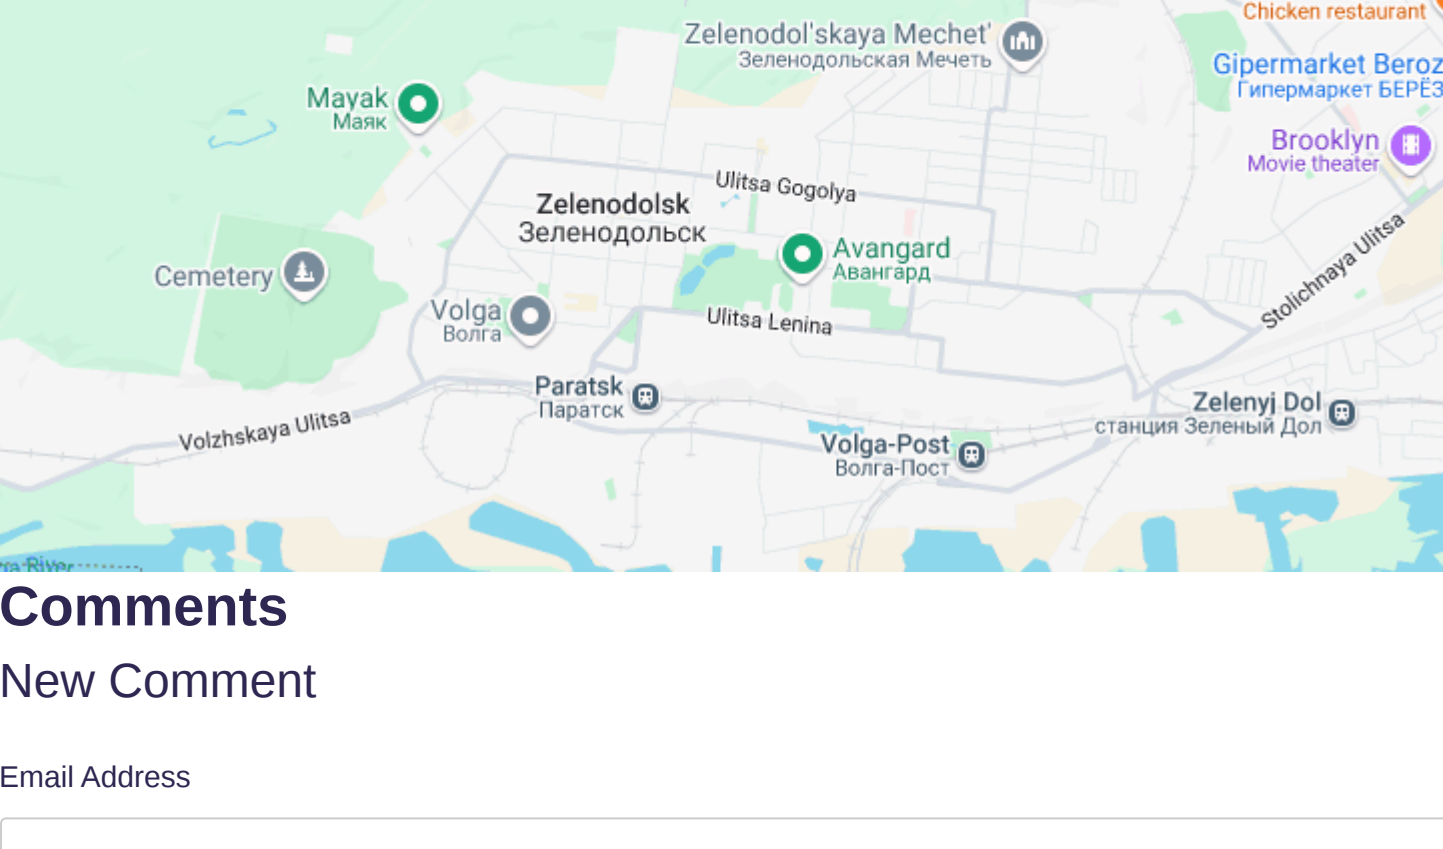 Chicken restaurant
Zelenodol'skaya Mechet'
Зеленодольская Мечеть
Gipermarket Beroz
Гипермаркет БЕРЁЗ
Mayak
Маяк
Brooklyn
Movie theater
Ulitsa Gogolya
Zelenodolsk
Зеленодольск
Avangard
Авангард
Stolichnaya Ulitsa
Cemetery
Volga
Волга
Ulitsa Lenina
Paratsk
Паратск
Zelenyj Dol
станция Зеленый Дол
Volzhskaya Ulitsa
Volga-Post
Волга-Пост
River
Comments
New Comment
Email Address